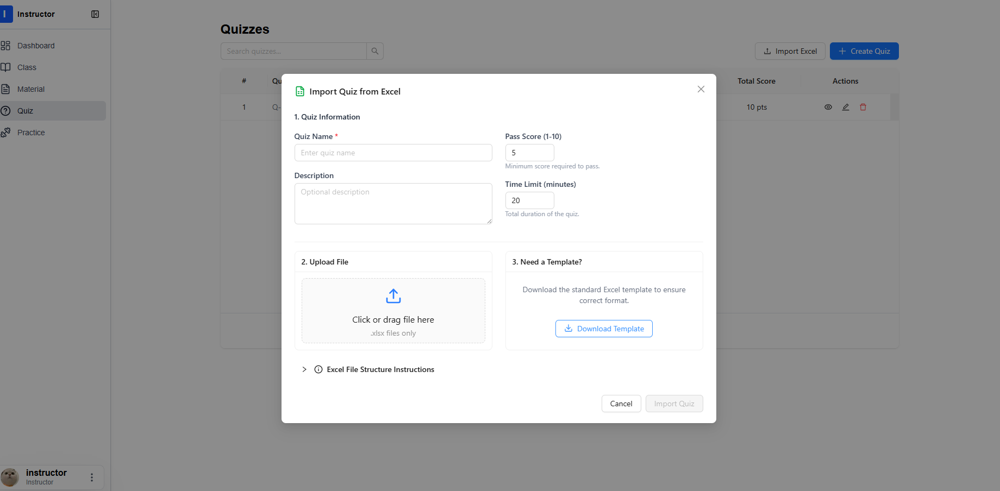 I
Instructor
Dashboard
Class
Material
Quiz
Practice
instructor
Instructor
Quizzes
Search quizzes...
Import Excel
Create Quiz
#
Qu
Total Score
Actions
1
Q-
10 pts
Import Quiz from Excel
1. Quiz Information
Quiz Name *
Enter quiz name
Description
Optional description
Pass Score (1-10)
5
Minimum score required to pass.
Time Limit (minutes)
20
Total duration of the quiz.
2. Upload File
Click or drag file here
.xlsx files only
3. Need a Template?
Download the standard Excel template to ensure
correct format.
Download Template
Excel File Structure Instructions
Cancel
Import Quiz